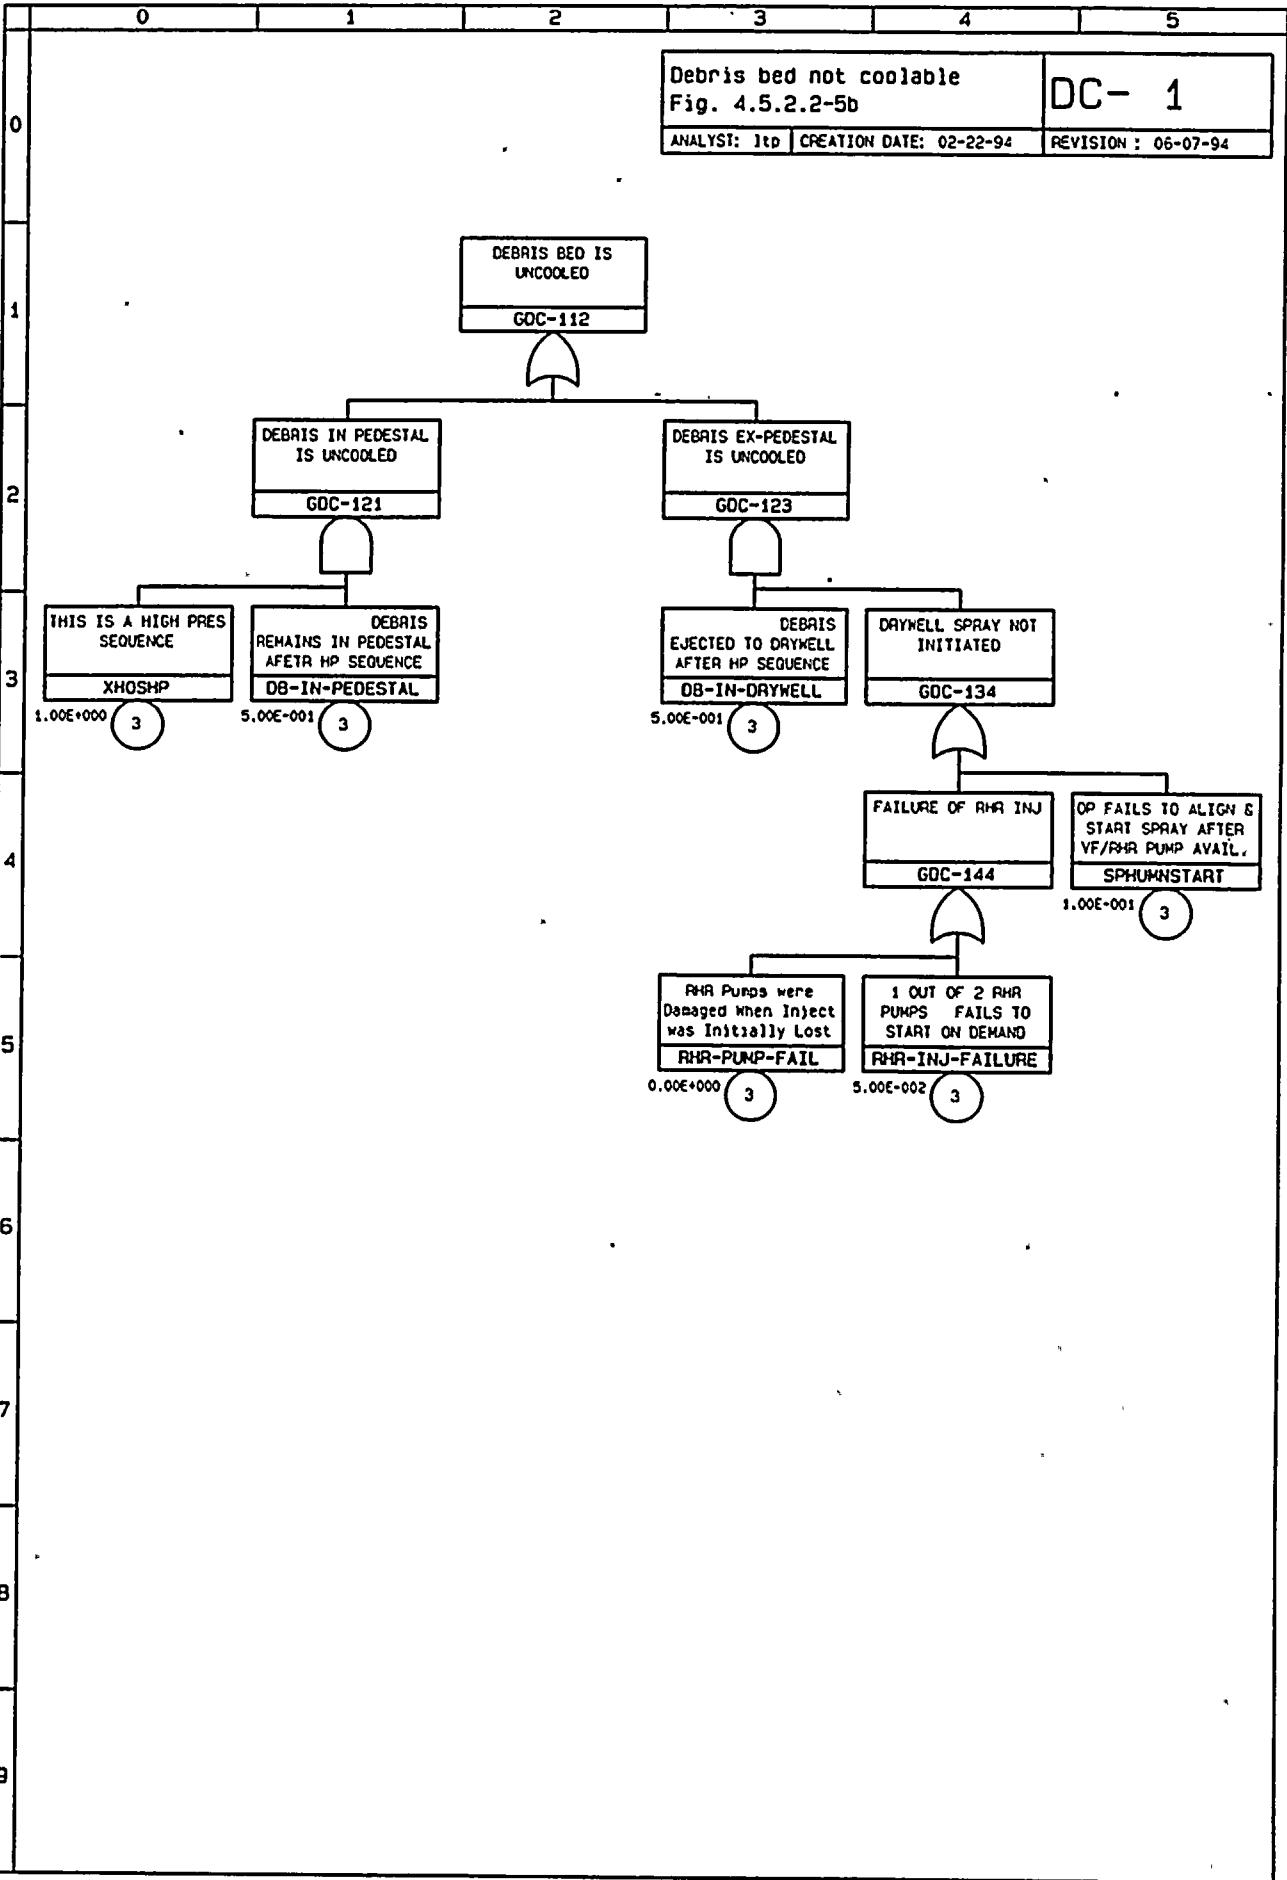 0 1 2 3 4 5
Debris bed not coolable
Fig. 4.5.2.2-5b
DC- 1
ANALYST: ltp CREATION DATE: 02-22-94 REVISION : 06-07-94
0
DEBRIS BED IS
UNCOOLED
GDC-112
1
DEBRIS IN PEDESTAL
IS UNCOOLED
GDC-121
DEBRIS EX-PEDESTAL
IS UNCOOLED
GDC-123
2
THIS IS A HIGH PRES
SEQUENCE
XHOSHP
1.00E+000
3
DEBRIS
REMAINS IN PEDESTAL
AFETR HP SEQUENCE
DB-IN-PEDESTAL
5.00E-001
3
DEBRIS
EJECTED TO DRYWELL
AFTER HP SEQUENCE
DB-IN-DRYWELL
5.00E-001
3
DRYWELL SPRAY NOT
INITIATED
GDC-134
3
FAILURE OF RHR INJ
GDC-144
OP FAILS TO ALIGN &
START SPRAY AFTER
VF/RHR PUMP AVAIL.
SPHUMNSTART
1.00E-001
3
4
RHR Pumps were
Damaged When Inject
was Initially Lost
RHR-PUMP-FAIL
0.00E+000
3
1 OUT OF 2 RHR
PUMPS FAILS TO
START ON DEMAND
RHR-INJ-FAILURE
5.00E-002
3
5
6
7
8
9